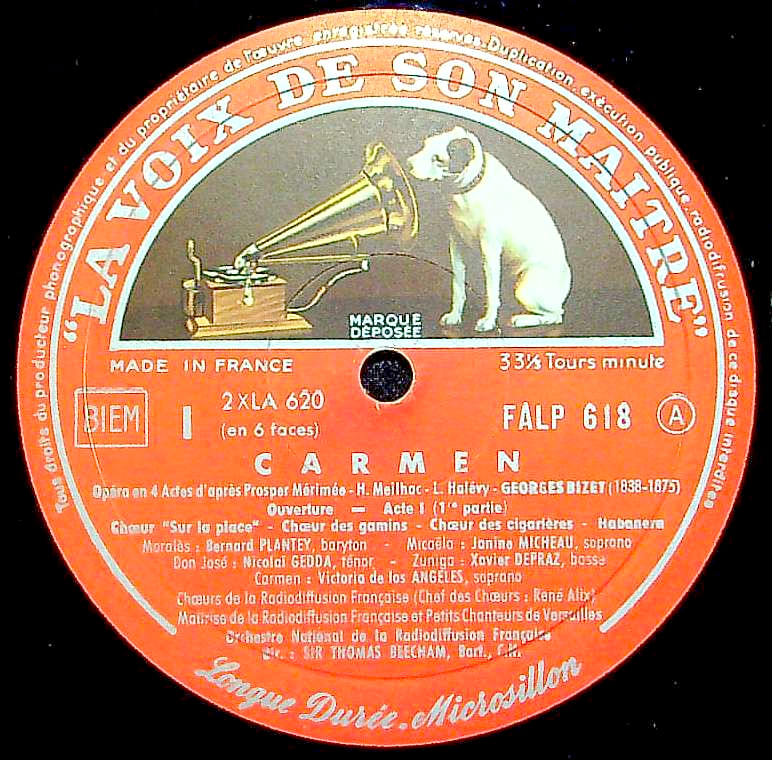 Tous droits du producteur phonographique et du propriétaire de l'œuvre enregistrée réservés. Duplication, exécution publique, radiodiffusion de ce disque interdites
"LA VOIX DE SON MAITRE"
MARQUE
DÉPOSÉE
MADE IN FRANCE
33⅓ Tours minute
BIEM
I
2XLA 620
(en 6 faces)
FALP 618
A
CARMEN
Opéra en 4 Actes d'après Prosper Mérimée - H. Meilhac - L. Halévy - GEORGES BIZET (1838-1875)
Ouverture — Acte I (1re partie)
Chœur "Sur la place" - Chœur des gamins - Chœur des cigarières - Habanera
Moralès : Bernard PLANTEY, baryton - Micaëla : Janine MICHEAU, soprano
Don José : Nicolaï GEDDA, ténor - Zuniga : Xavier DEPRAZ, basse
Carmen : Victoria de los ANGELES, soprano
Chœurs de la Radiodiffusion Française (Chef des Chœurs : René Alix)
Maîtrise de la Radiodiffusion Française et Petits Chanteurs de Versailles
Orchestre National de la Radiodiffusion Française
Dir. : SIR THOMAS BEECHAM, Bart., C.H.
Longue Durée. Microsillon